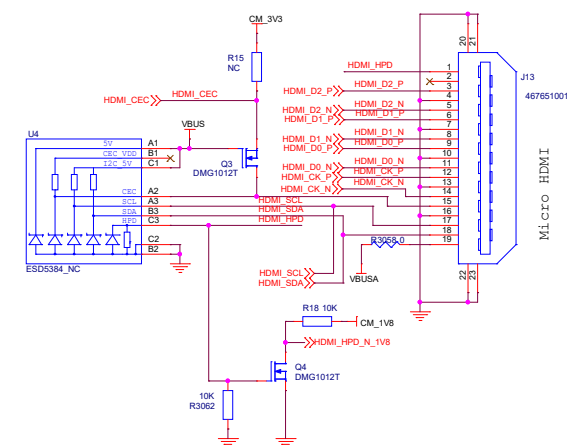 CM_3V3
R15
NC
HDMI_CEC
HDMI_CEC
VBUS
U4
5V
CEC_VDD
I2C_5V
CEC
SCL
SDA
HPD
A1
B1
C1
A2
A3
B3
C3
C2
B2
ESD5384_NC
Q3
DMG1012T
HDMI_SCL
HDMI_SDA
HDMI_HPD
HDMI_SCL
HDMI_SDA
HDMI_HPD
HDMI_D2_P
HDMI_D2_P
HDMI_D2_N
HDMI_D2_N
HDMI_D1_P
HDMI_D1_P
HDMI_D1_N
HDMI_D1_N
HDMI_D0_P
HDMI_D0_P
HDMI_D0_N
HDMI_D0_N
HDMI_CK_P
HDMI_CK_P
HDMI_CK_N
HDMI_CK_N
20
21
1
2
3
4
5
6
7
8
9
10
11
12
13
14
15
16
17
18
19
22
23
J13
467651001
Micro HDMI
R3058 0
VBUSA
R18 10K
CM_1V8
HDMI_HPD_N_1V8
Q4
DMG1012T
10K
R3062